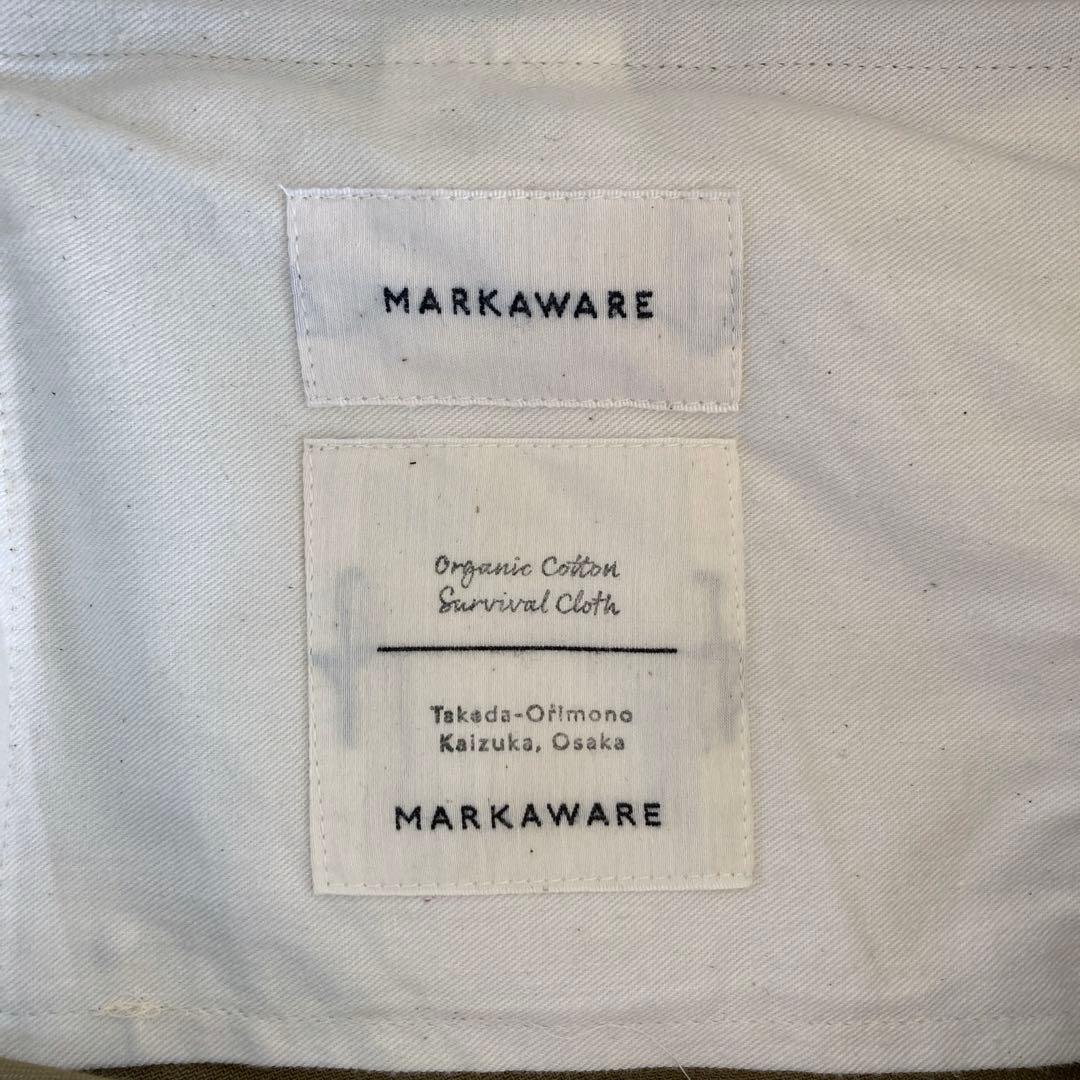 MARKAWARE
Organic Cotton
Survival Cloth
Takeda-Orimono
Kaizuka, Osaka
MARKAWARE